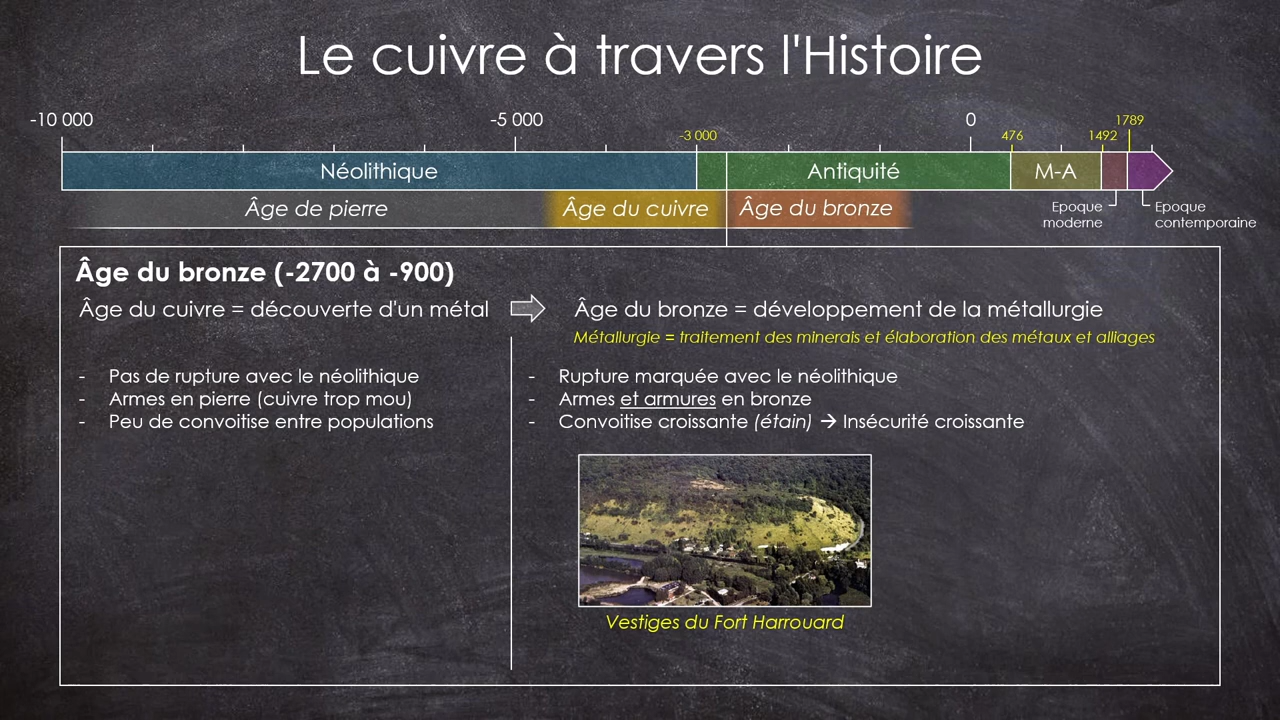 Le cuivre à travers l'Histoire
-10 000
-5 000
0
1789
-3 000
476
1492
Néolithique
Antiquité
M-A
Âge de pierre
Âge du cuivre
Âge du bronze
Epoque
moderne
Epoque
contemporaine
Âge du bronze (-2700 à -900)
Âge du cuivre = découverte d'un métal
Âge du bronze = développement de la métallurgie
Métallurgie = traitement des minerais et élaboration des métaux et alliages
- Pas de rupture avec le néolithique
- Armes en pierre (cuivre trop mou)
- Peu de convoitise entre populations
- Rupture marquée avec le néolithique
- Armes et armures en bronze
- Convoitise croissante (étain) → Insécurité croissante
Vestiges du Fort Harrouard